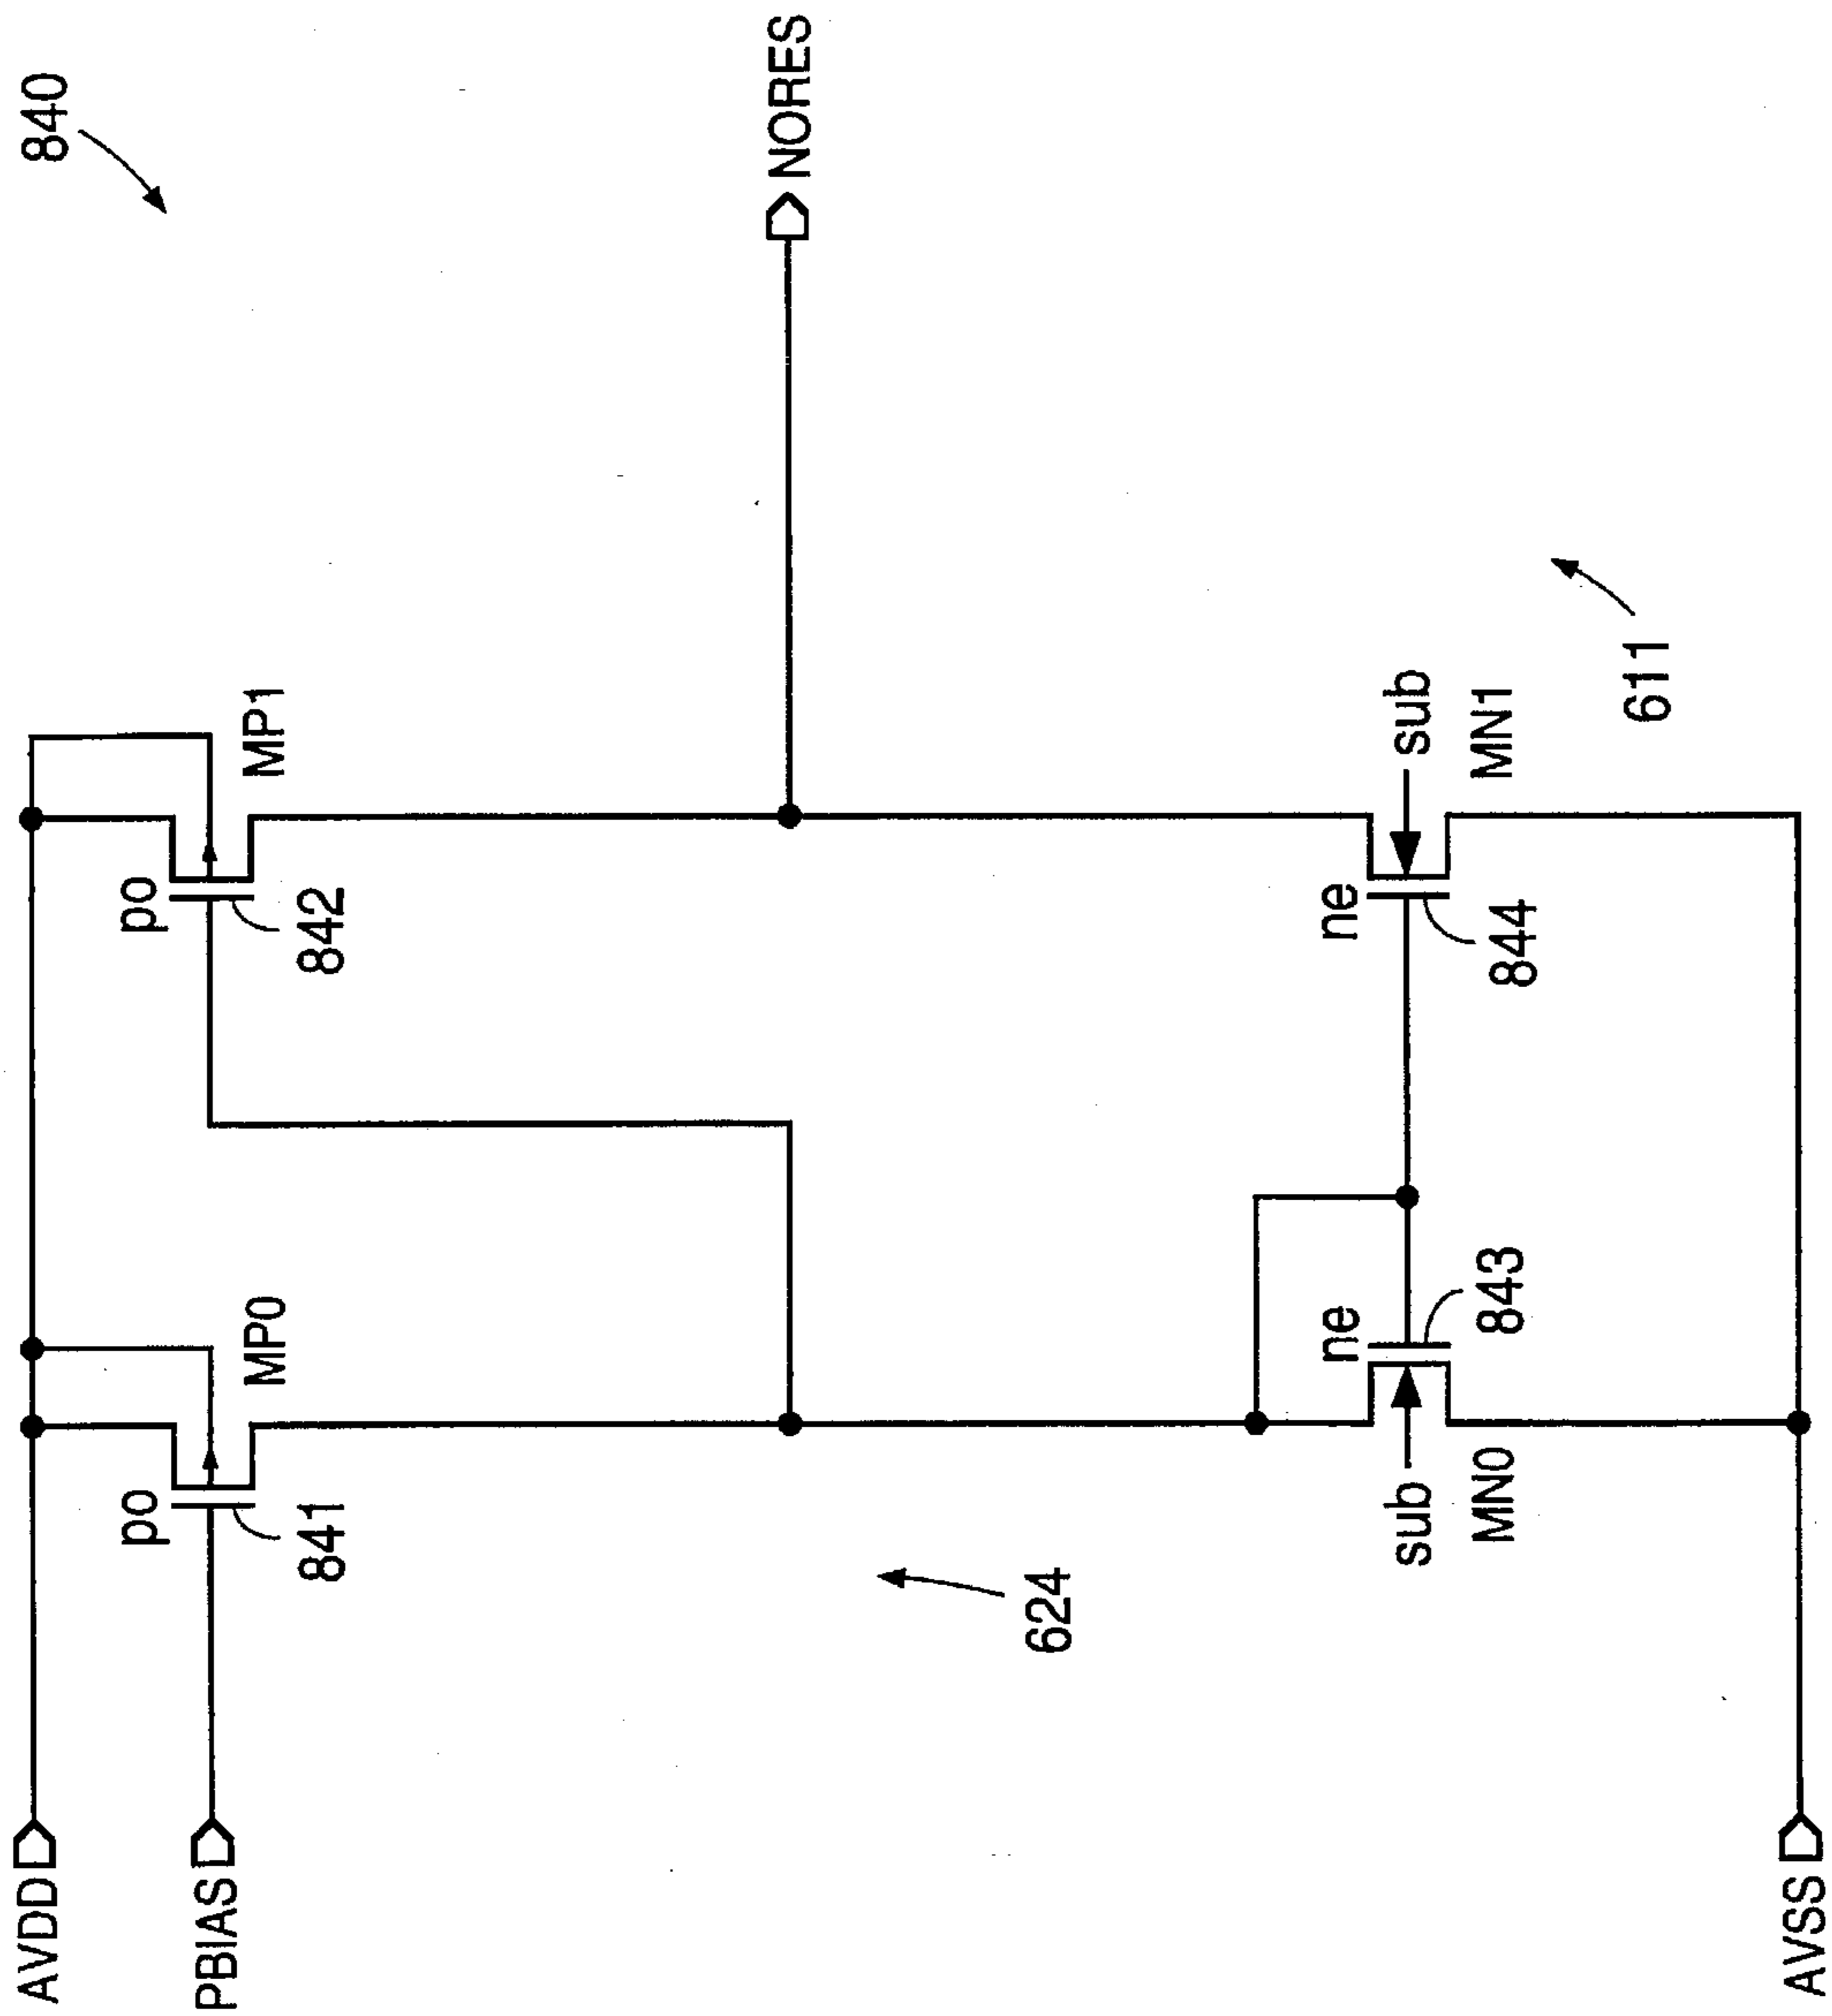 840
AVDD
PBIAS
po
841
MP0
po
842
MP1
NORES
624
sub
MN0
ne
843
ne
844
sub
MN1
611
AVSS